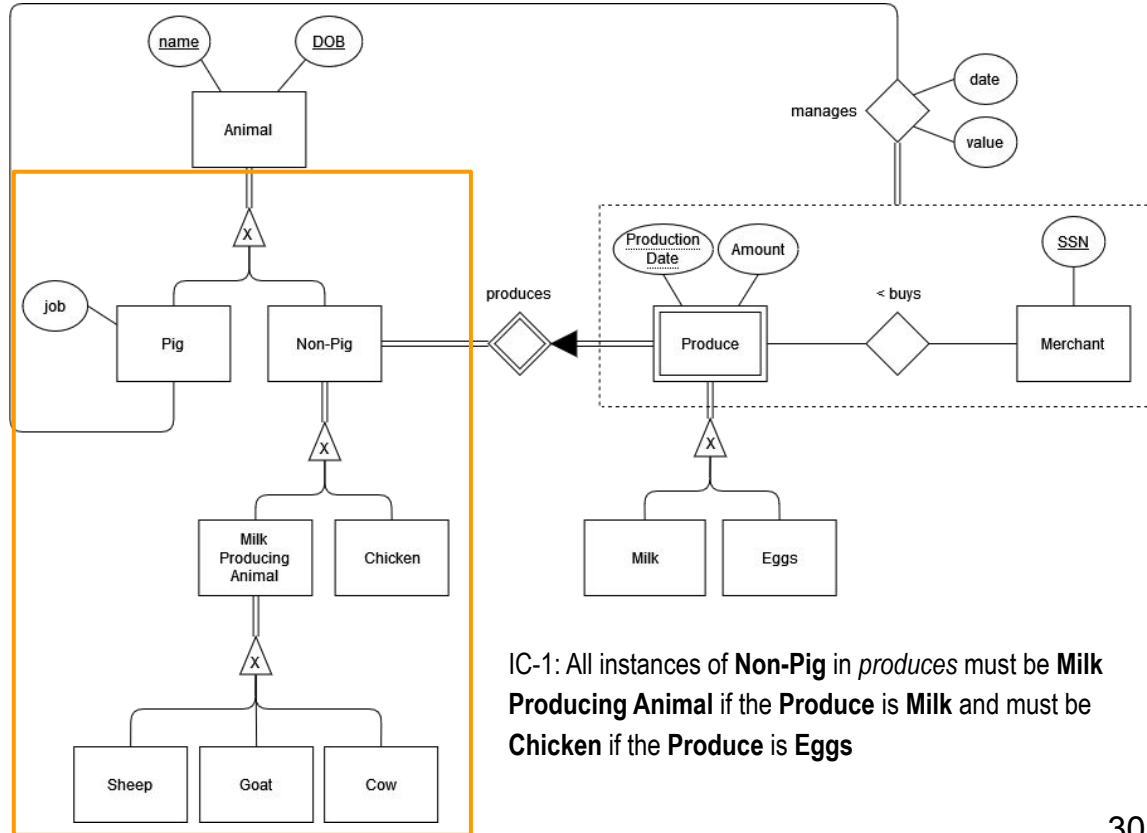 name
DOB
date
manages
Animal
value
X
Production
Date
Amount
SSN
job
produces
< buys
Pig
Non-Pig
Produce
Merchant
X
X
Milk
Producing
Animal
Chicken
Milk
Eggs
X
IC-1: All instances of Non-Pig in produces must be Milk
Producing Animal if the Produce is Milk and must be
Chicken if the Produce is Eggs
Sheep
Goat
Cow
30